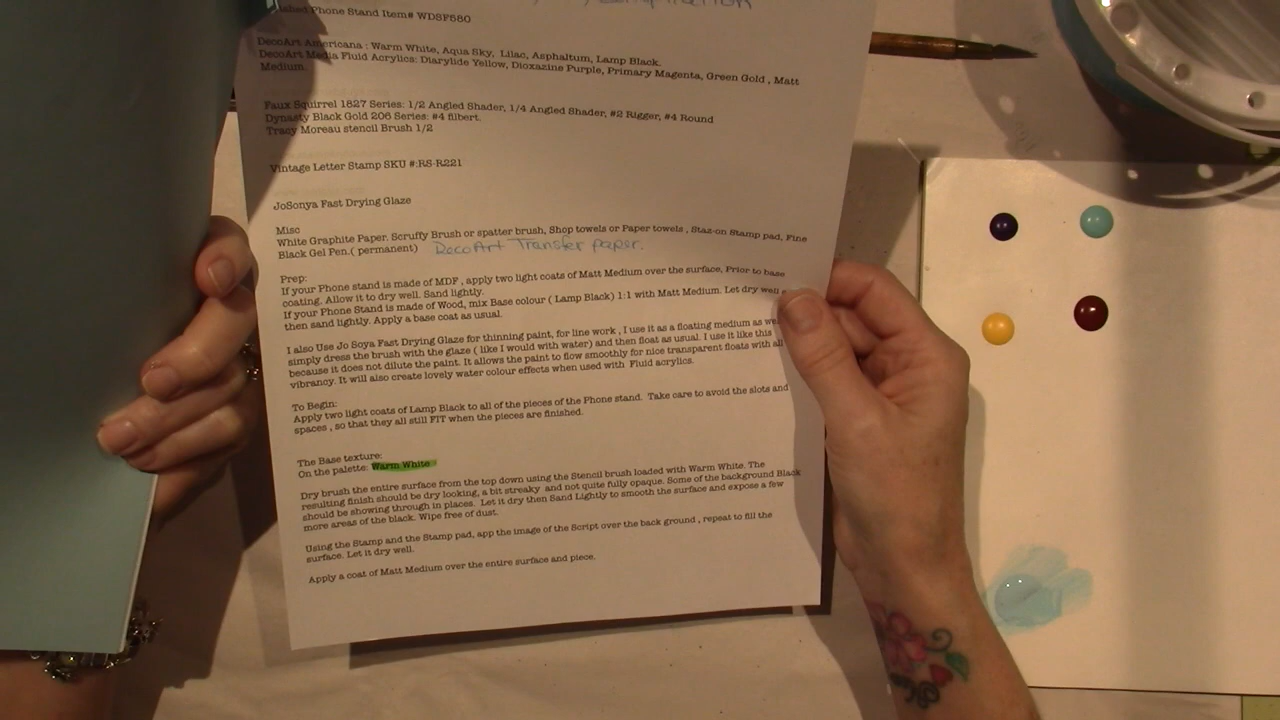 Phone Stand Item# WDSF580
DecoArt Americana : Warm White, Aqua Sky, Lilac, Asphaltum, Lamp Black.
DecoArt Media Fluid Acrylics: Diarylide Yellow, Dioxazine Purple, Primary Magenta, Green Gold , Matt
Medium.
Faux Squirrel 1827 Series: 1/2 Angled Shader, 1/4 Angled Shader, #2 Rigger, #4 Round
Dynasty Black Gold 206 Series: #4 filbert.
Tracy Moreau stencil Brush 1/2
Vintage Letter Stamp SKU #:RS-R221
JoSonya Fast Drying Glaze
Misc
White Graphite Paper. Scruffy Brush or spatter brush, Shop towels or Paper towels , Staz-on Stamp pad, Fine
Black Gel Pen.( permanent) DecoArt Transfer paper.
Prep:
If your Phone stand is made of MDF , apply two light coats of Matt Medium over the surface, Prior to base
coating. Allow it to dry well. Sand lightly.
If your Phone Stand is made of Wood, mix Base colour ( Lamp Black) 1:1 with Matt Medium. Let dry well
then sand lightly. Apply a base coat as usual.
I also Use Jo Soya Fast Drying Glaze for thinning paint, for line work , I use it as a floating medium as
simply dress the brush with the glaze ( like I would with water) and then float as usual. I use it like this
because it does not dilute the paint. It allows the paint to flow smoothly for nice transparent floats with all
vibrancy. It will also create lovely water colour effects when used with Fluid acrylics.
To Begin:
Apply two light coats of Lamp Black to all of the pieces of the Phone stand. Take care to avoid the slots and
spaces , so that they all still FIT when the pieces are finished.
The Base texture:
On the palette: Warm White
Dry brush the entire surface from the top down using the Stencil brush loaded with Warm White. The
resulting finish should be dry looking, a bit streaky and not quite fully opaque. Some of the background Black
should be showing through in places. Let it dry then Sand Lightly to smooth the surface and expose a few
more areas of the black. Wipe free of dust.
Using the Stamp and the Stamp pad, app the image of the Script over the back ground , repeat to fill the
surface. Let it dry well.
Apply a coat of Matt Medium over the entire surface and piece.